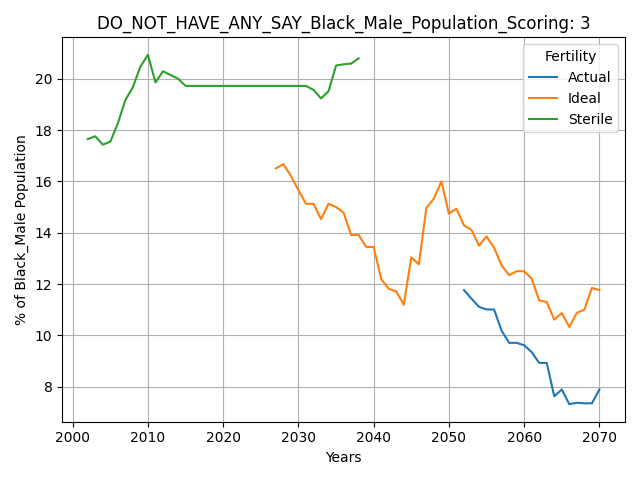 DO_NOT_HAVE_ANY_SAY_Black_Male_Population_Scoring: 3
Fertility
Actual
Ideal
Sterile
% of Black_Male Population
20
18
16
14
12
10
8
2000 2010 2020 2030 2040 2050 2060 2070
Years